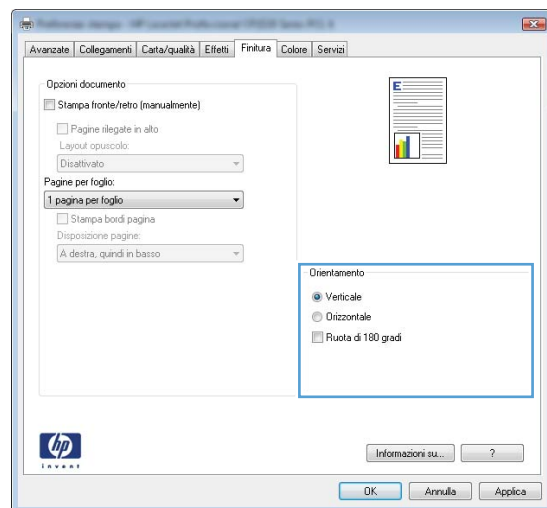 Avanzate Collegamenti Carta/qualità Effetti Finitura Colore Servizi
Opzioni documento
Stampa fronte/retro (manualmente)
Pagine rilegate in alto
Layout opuscolo:
Disattivato
Pagine per foglio:
1 pagina per foglio
Stampa bordi pagina
Disposizione pagine:
A destra, quindi in basso
E
Orientamento
Verticale
Orizzontale
Ruota di 180 gradi
hp
invent
Informazioni su... ?
OK Annulla Applica